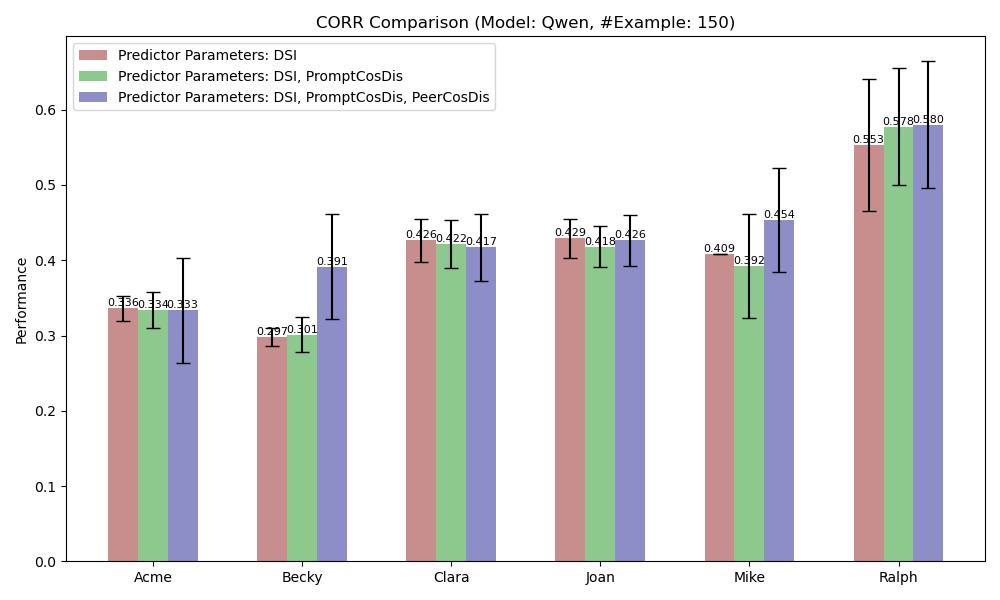 CORR Comparison (Model: Qwen, #Example: 150)
Predictor Parameters: DSI
Predictor Parameters: DSI, PromptCosDis
Predictor Parameters: DSI, PromptCosDis, PeerCosDis
Performance
0.6
0.5
0.4
0.3
0.2
0.1
0.0
0.336 0.334 0.333
0.297 0.301 0.391
0.426 0.422 0.417
0.429 0.418 0.426
0.409 0.392 0.454
0.553 0.578 0.580
Acme Becky Clara Joan Mike Ralph